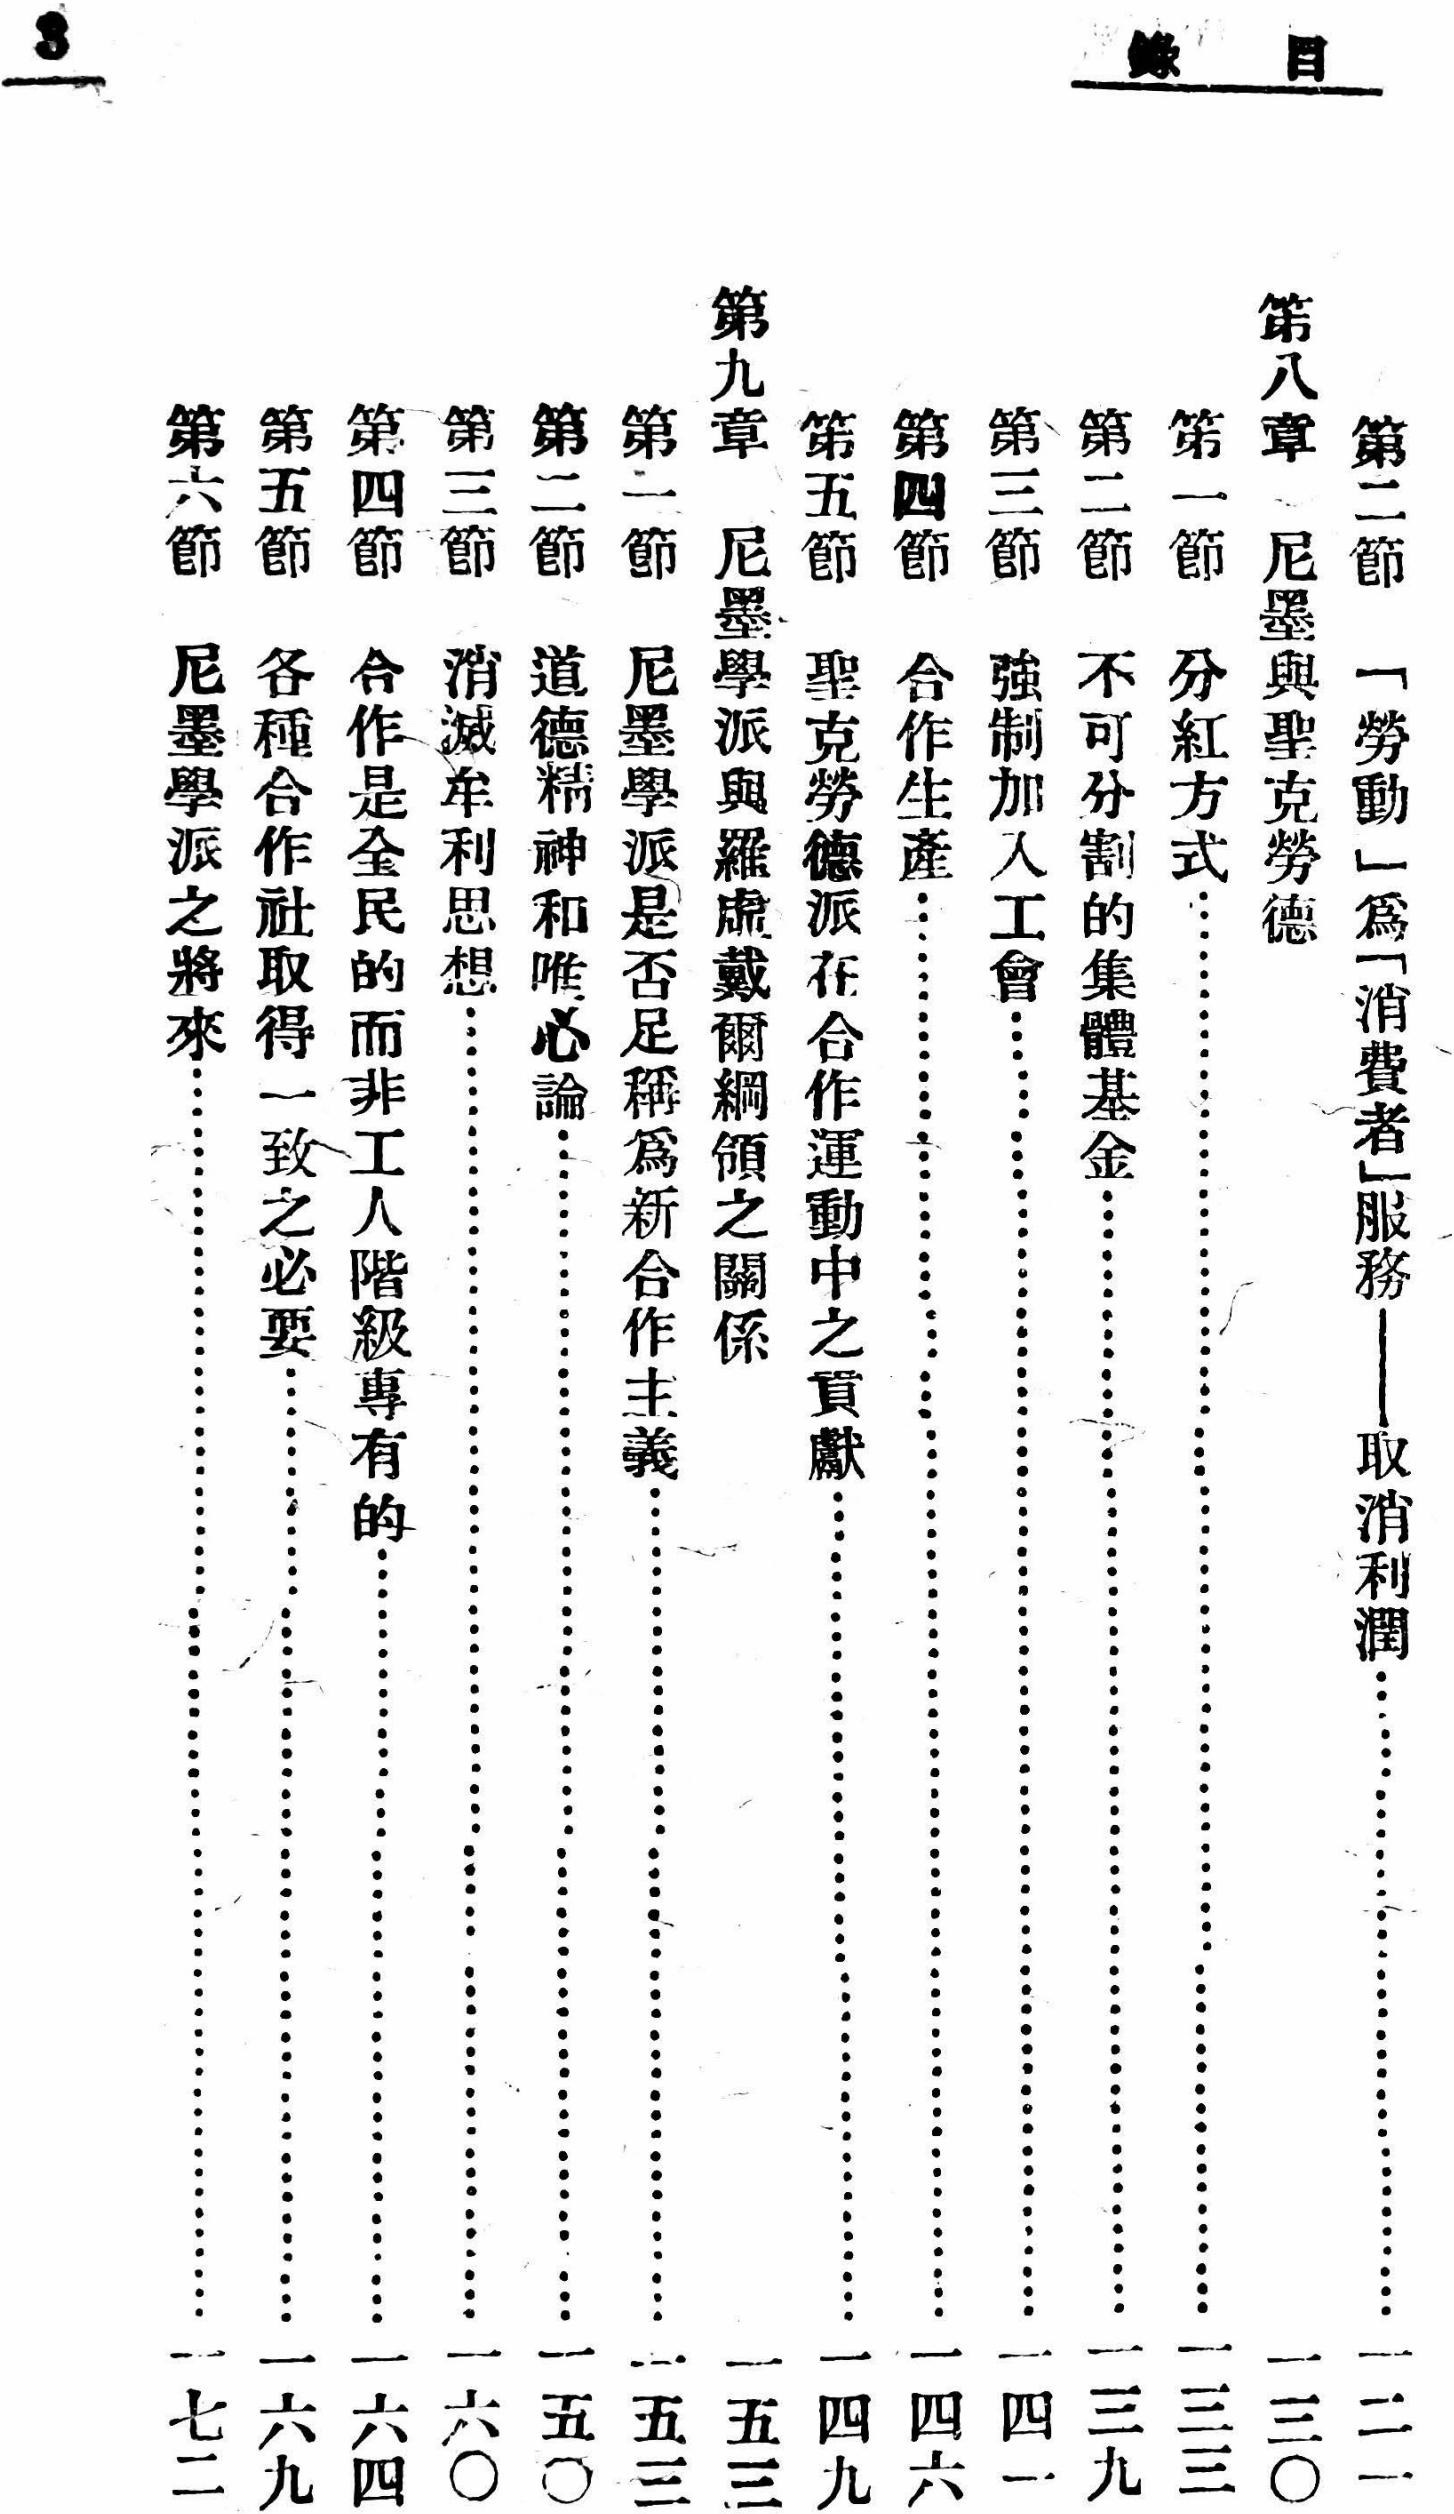 目錄
3
第二節　「勞動」爲「消費者」服務——取消利潤…………一二一
第八章　尼墨與聖克勞德　一三〇
第一節　分紅方式…………一三三
第二節　不可分割的集體基金…………一三九
第三節　強制加入工會…………一四一
第四節　合作生產…………一四六
第五節　聖克勞德派在合作運動中之貢獻…………一四九
第九章　尼墨學派與羅虛戴爾綱領之關係　一五三
第一節　尼墨學派是否足稱爲新合作主義…………一五三
第二節　道德精神和唯心論…………一五〇
第三節　消滅牟利思想…………一六〇
第四節　合作是全民的而非工人階級專有的…………一六四
第五節　各種合作社取得一致之必要…………一六九
第六節　尼墨學派之將來…………一七二